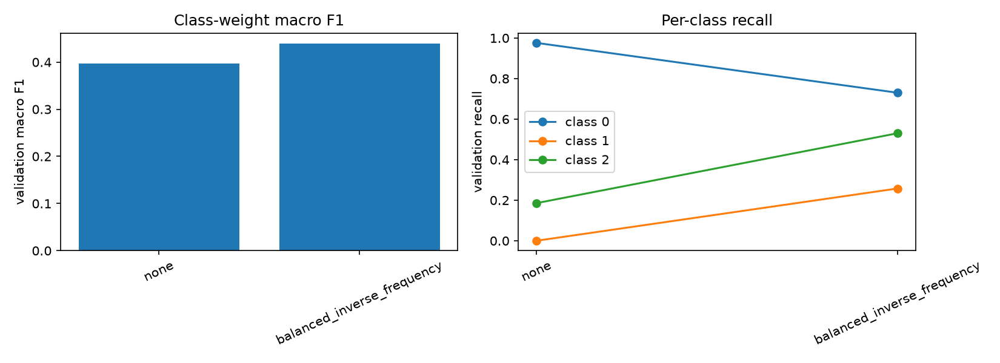 Class-weight macro F1
validation macro F1
0.4
0.3
0.2
0.1
0.0
none
balanced_inverse_frequency
Per-class recall
validation recall
1.0
0.8
0.6
0.4
0.2
0.0
class 0
class 1
class 2
none
balanced_inverse_frequency